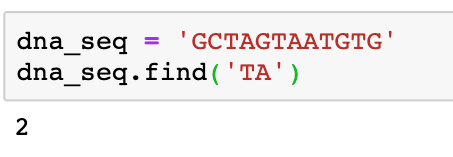 dna_seq = 'GCTAGTAATGTG'
dna_seq.find('TA')
2